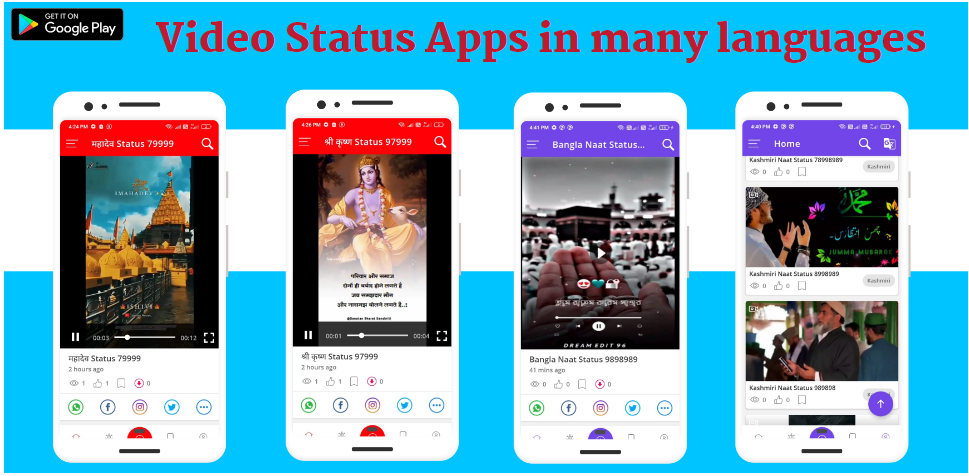 GET IT ON
Google Play
Video Status Apps in many languages
4:24 PM
महादेव Status 79999
00:03
00:12
महादेव Status 79999
2 hours ago
1
1
0
4:26 PM
श्री कृष्ण Status 97999
परिवार और समाज
दोनों ही बर्बाद होने लगते हैं
जब समझदार मौन
और नासमझ बोलने लगते हैं..!
00:01
00:04
श्री कृष्ण Status 97999
2 hours ago
1
1
0
4:41 PM
Bangla Naat Status...
DREAM EDIT 96
Bangla Naat Status 9898989
41 mins ago
0
0
0
4:43 PM
Home
Kashmiri Naat Status 78998989
0
0
Kashmiri
محمد
JUMMA MUBARAK
Kashmiri Naat Status 8998989
0
0
Kashmiri
Kashmiri Naat Status 989898
0
0